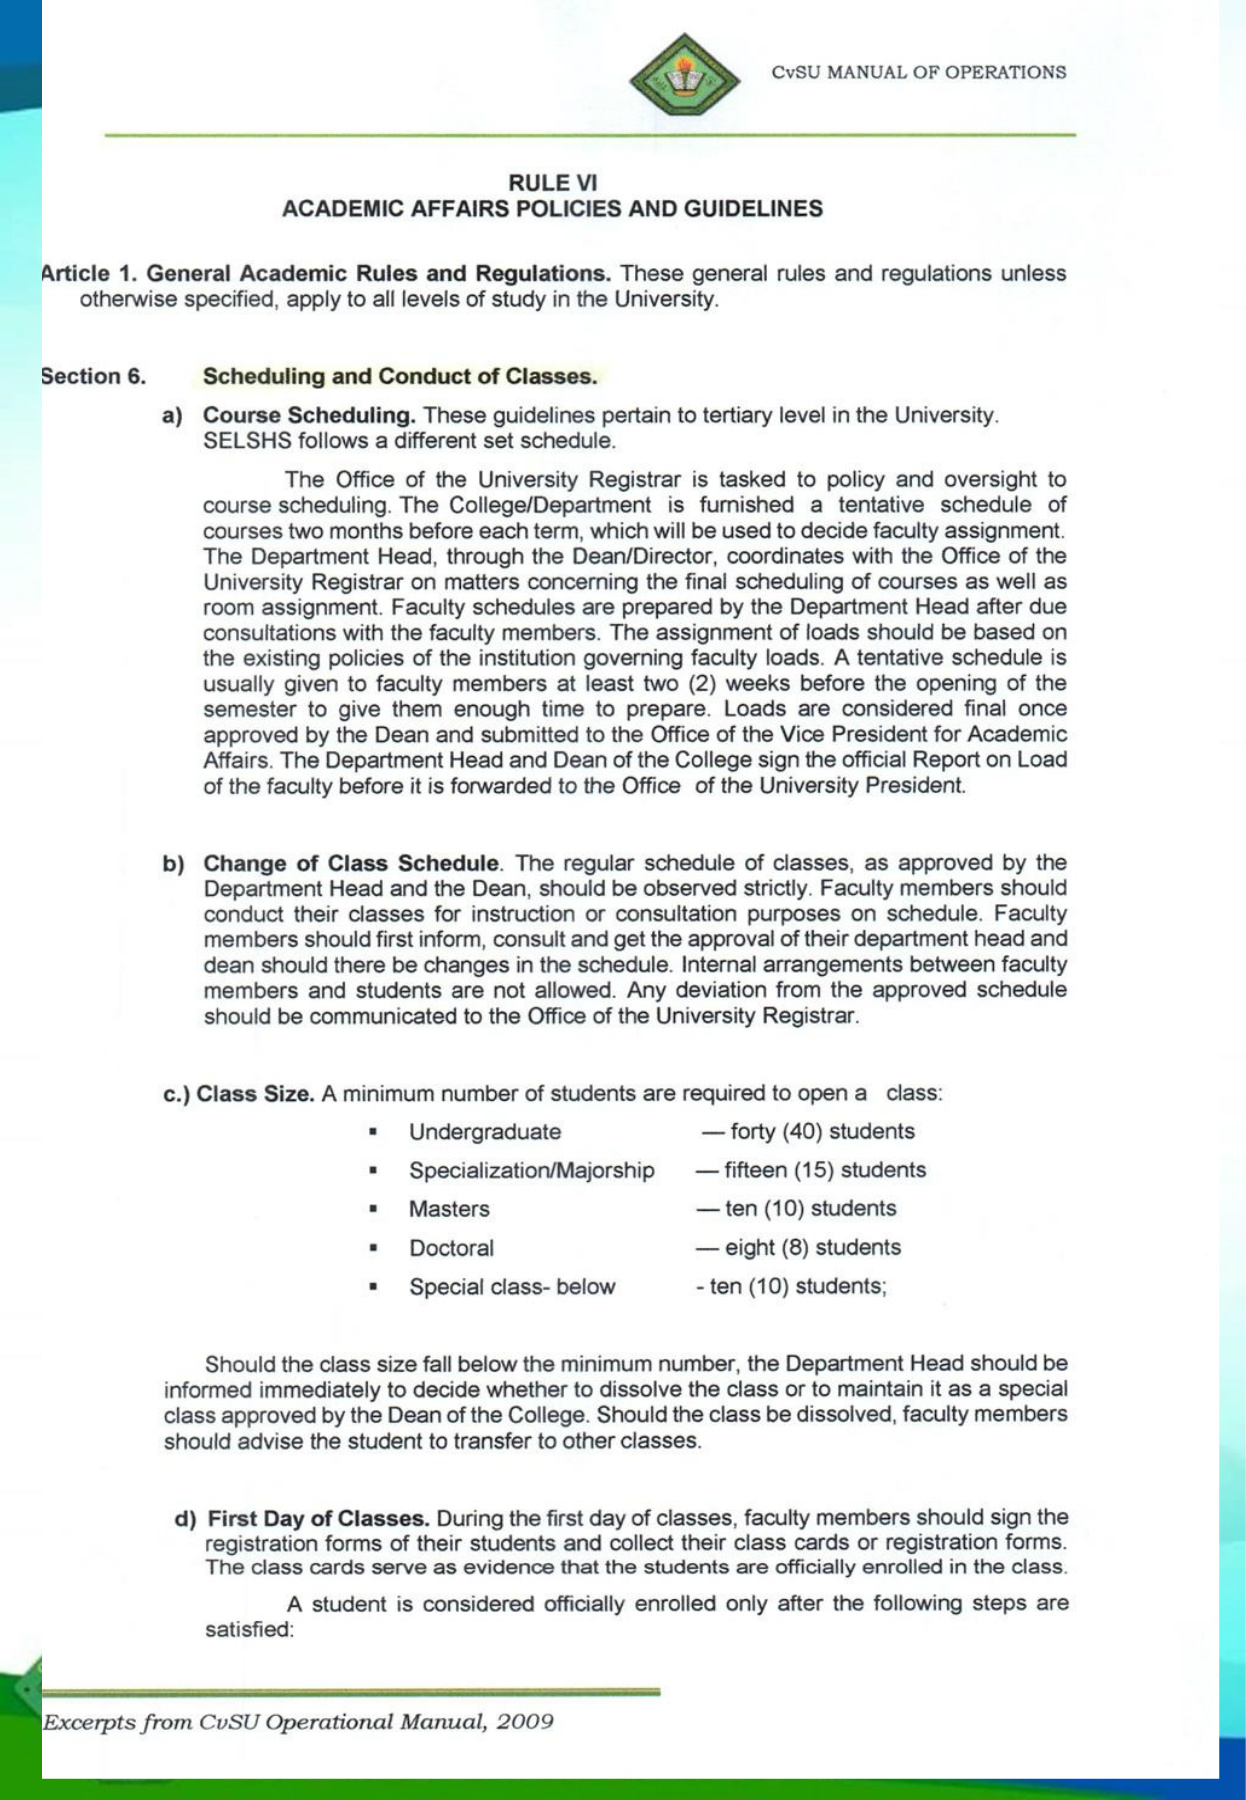 CvSU MANUAL OF OPERATIONS
RULE VI
ACADEMIC AFFAIRS POLICIES AND GUIDELINES
Article 1. General Academic Rules and Regulations. These general rules and regulations unless
otherwise specified, apply to all levels of study in the University.
Section 6. Scheduling and Conduct of Classes.
a) Course Scheduling. These guidelines pertain to tertiary level in the University.
SELSHS follows a different set schedule.
The Office of the University Registrar is tasked to policy and oversight to
course scheduling. The College/Department is furnished a tentative schedule of
courses two months before each term, which will be used to decide faculty assignment.
The Department Head, through the Dean/Director, coordinates with the Office of the
University Registrar on matters concerning the final scheduling of courses as well as
room assignment. Faculty schedules are prepared by the Department Head after due
consultations with the faculty members. The assignment of loads should be based on
the existing policies of the institution governing faculty loads. A tentative schedule is
usually given to faculty members at least two (2) weeks before the opening of the
semester to give them enough time to prepare. Loads are considered final once
approved by the Dean and submitted to the Office of the Vice President for Academic
Affairs. The Department Head and Dean of the College sign the official Report on Load
of the faculty before it is forwarded to the Office of the University President.
b) Change of Class Schedule. The regular schedule of classes, as approved by the
Department Head and the Dean, should be observed strictly. Faculty members should
conduct their classes for instruction or consultation purposes on schedule. Faculty
members should first inform, consult and get the approval of their department head and
dean should there be changes in the schedule. Internal arrangements between faculty
members and students are not allowed. Any deviation from the approved schedule
should be communicated to the Office of the University Registrar.
c.) Class Size. A minimum number of students are required to open a class:
▪ Undergraduate — forty (40) students
▪ Specialization/Majorship — fifteen (15) students
▪ Masters — ten (10) students
▪ Doctoral — eight (8) students
▪ Special class- below - ten (10) students;
Should the class size fall below the minimum number, the Department Head should be
informed immediately to decide whether to dissolve the class or to maintain it as a special
class approved by the Dean of the College. Should the class be dissolved, faculty members
should advise the student to transfer to other classes.
d) First Day of Classes. During the first day of classes, faculty members should sign the
registration forms of their students and collect their class cards or registration forms.
The class cards serve as evidence that the students are officially enrolled in the class.
A student is considered officially enrolled only after the following steps are
satisfied:
Excerpts from CvSU Operational Manual, 2009